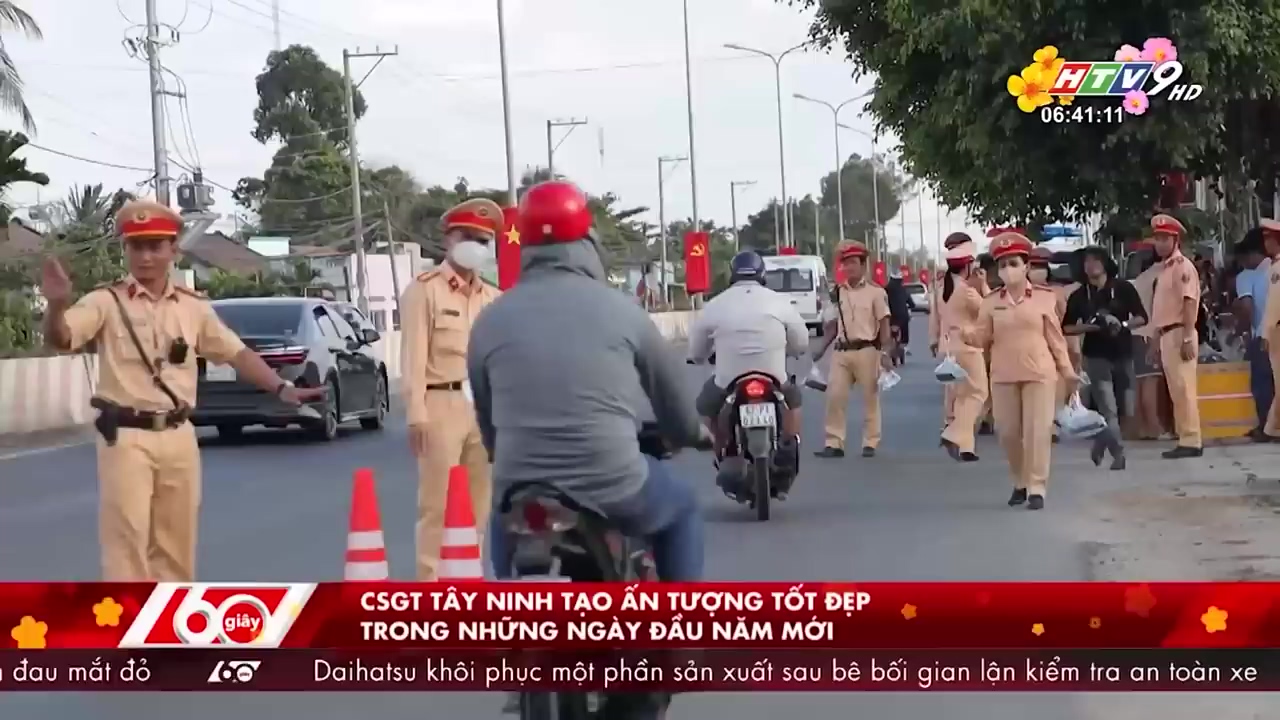 HTV9 HD
06:41:11
60 giây
CSGT TÂY NINH TẠO ẤN TƯỢNG TỐT ĐẸP
TRONG NHỮNG NGÀY ĐẦU NĂM MỚI
đau mắt đỏ 60 Daihatsu khôi phục một phần sản xuất sau bê bối gian lận kiểm tra an toàn xe